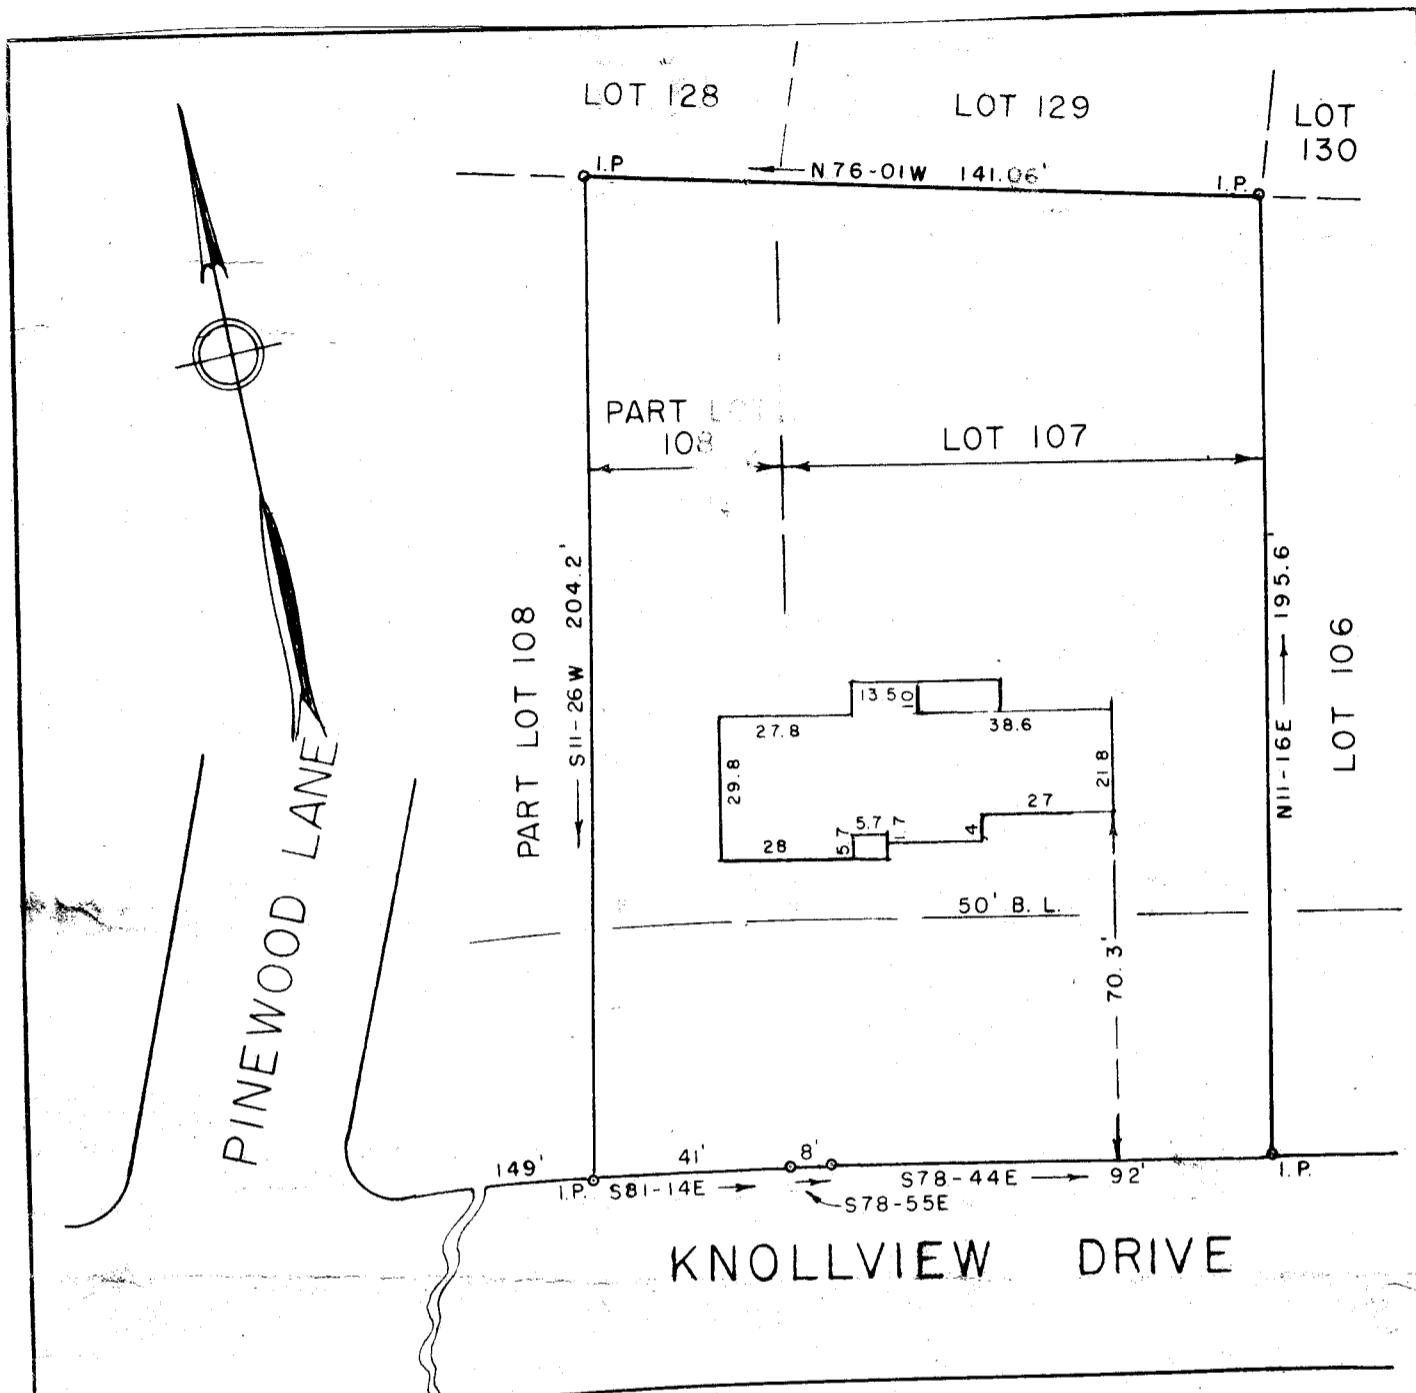 LOT 128
LOT 129
LOT
130
I.P
N76-01W 141.06'
I.P.
PART LOT
108
LOT 107
S11-26W 204.2'
PART LOT 108
N11-16E 195.6'
LOT 106
13.5
10
27.8
38.6
29.8
21.8
27
5.7
1.7
4
5.7
28
50' B. L.
70.3'
PINEWOOD LANE
149'
41'
8'
I.P.
S81-14E
S78-44E
92'
I.P.
S78-55E
KNOLLVIEW DRIVE